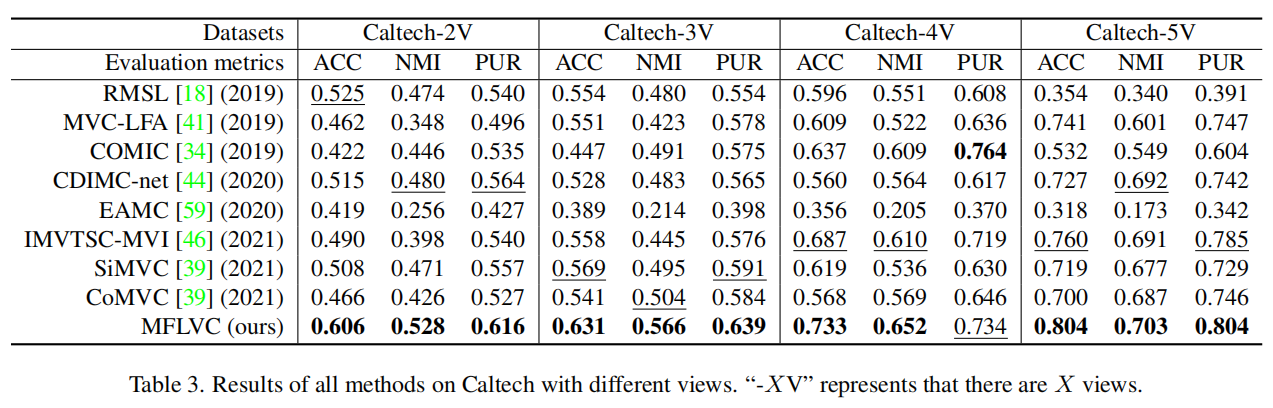 Datasets Caltech-2V Caltech-3V Caltech-4V Caltech-5V
Evaluation metrics ACC NMI PUR ACC NMI PUR ACC NMI PUR ACC NMI PUR
RMSL [18] (2019) 0.525 0.474 0.540 0.554 0.480 0.554 0.596 0.551 0.608 0.354 0.340 0.391
MVC-LFA [41] (2019) 0.462 0.348 0.496 0.551 0.423 0.578 0.609 0.522 0.636 0.741 0.601 0.747
COMIC [34] (2019) 0.422 0.446 0.535 0.447 0.491 0.575 0.637 0.609 0.764 0.532 0.549 0.604
CDIMC-net [44] (2020) 0.515 0.480 0.564 0.528 0.483 0.565 0.560 0.564 0.617 0.727 0.692 0.742
EAMC [59] (2020) 0.419 0.256 0.427 0.389 0.214 0.398 0.356 0.205 0.370 0.318 0.173 0.342
IMVTSC-MVI [46] (2021) 0.490 0.398 0.540 0.558 0.445 0.576 0.687 0.610 0.719 0.760 0.691 0.785
SiMVC [39] (2021) 0.508 0.471 0.557 0.569 0.495 0.591 0.619 0.536 0.630 0.719 0.677 0.729
CoMVC [39] (2021) 0.466 0.426 0.527 0.541 0.504 0.584 0.568 0.569 0.646 0.700 0.687 0.746
MFLVC (ours) 0.606 0.528 0.616 0.631 0.566 0.639 0.733 0.652 0.734 0.804 0.703 0.804
Table 3. Results of all methods on Caltech with different views. “-XV” represents that there are X views.